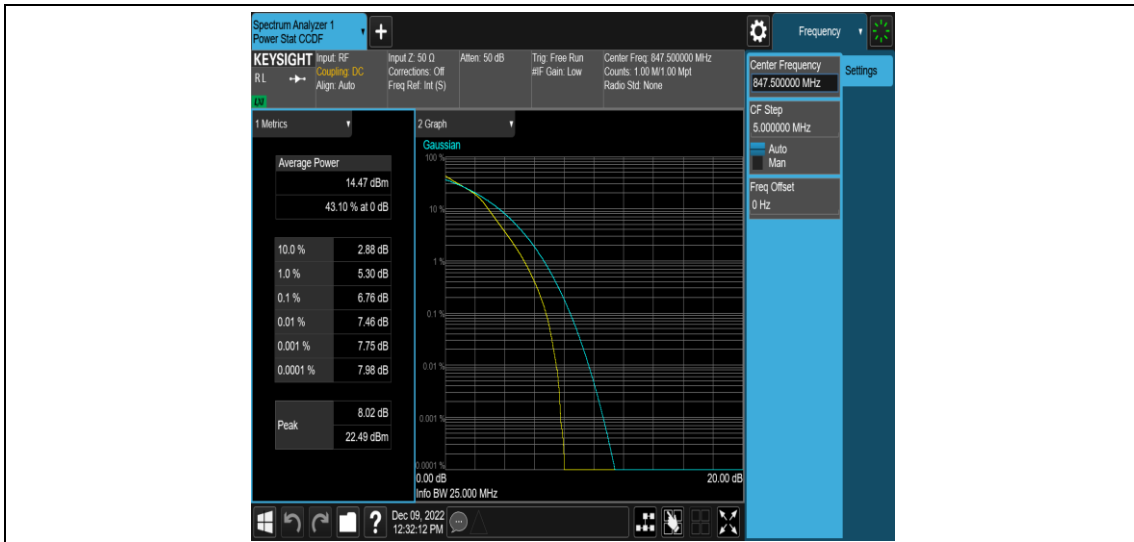 Spectrum Analyzer 1
Power Stat CCDF
+
Frequency
KEYSIGHT
RL
LXI
Input: RF
Coupling: DC
Align: Auto
Input Z: 50 Ω
Corrections: Off
Freq Ref: Int (S)
Atten: 50 dB
Trig: Free Run
#IF Gain: Low
Center Freq: 847.500000 MHz
Counts: 1.00 M/1.00 Mpt
Radio Std: None
Center Frequency
847.500000 MHz
Settings
CF Step
5.000000 MHz
Auto
Man
Freq Offset
0 Hz
1 Metrics
Average Power
14.47 dBm
43.10 % at 0 dB
10.0 % 2.88 dB
1.0 % 5.30 dB
0.1 % 6.76 dB
0.01 % 7.46 dB
0.001 % 7.75 dB
0.0001 % 7.98 dB
Peak 8.02 dB
22.49 dBm
2 Graph
Gaussian
100 %
10 %
1 %
0.1 %
0.01 %
0.001 %
0.0001 %
0.00 dB 20.00 dB
Info BW 25.000 MHz
?
Dec 09, 2022
12:32:12 PM